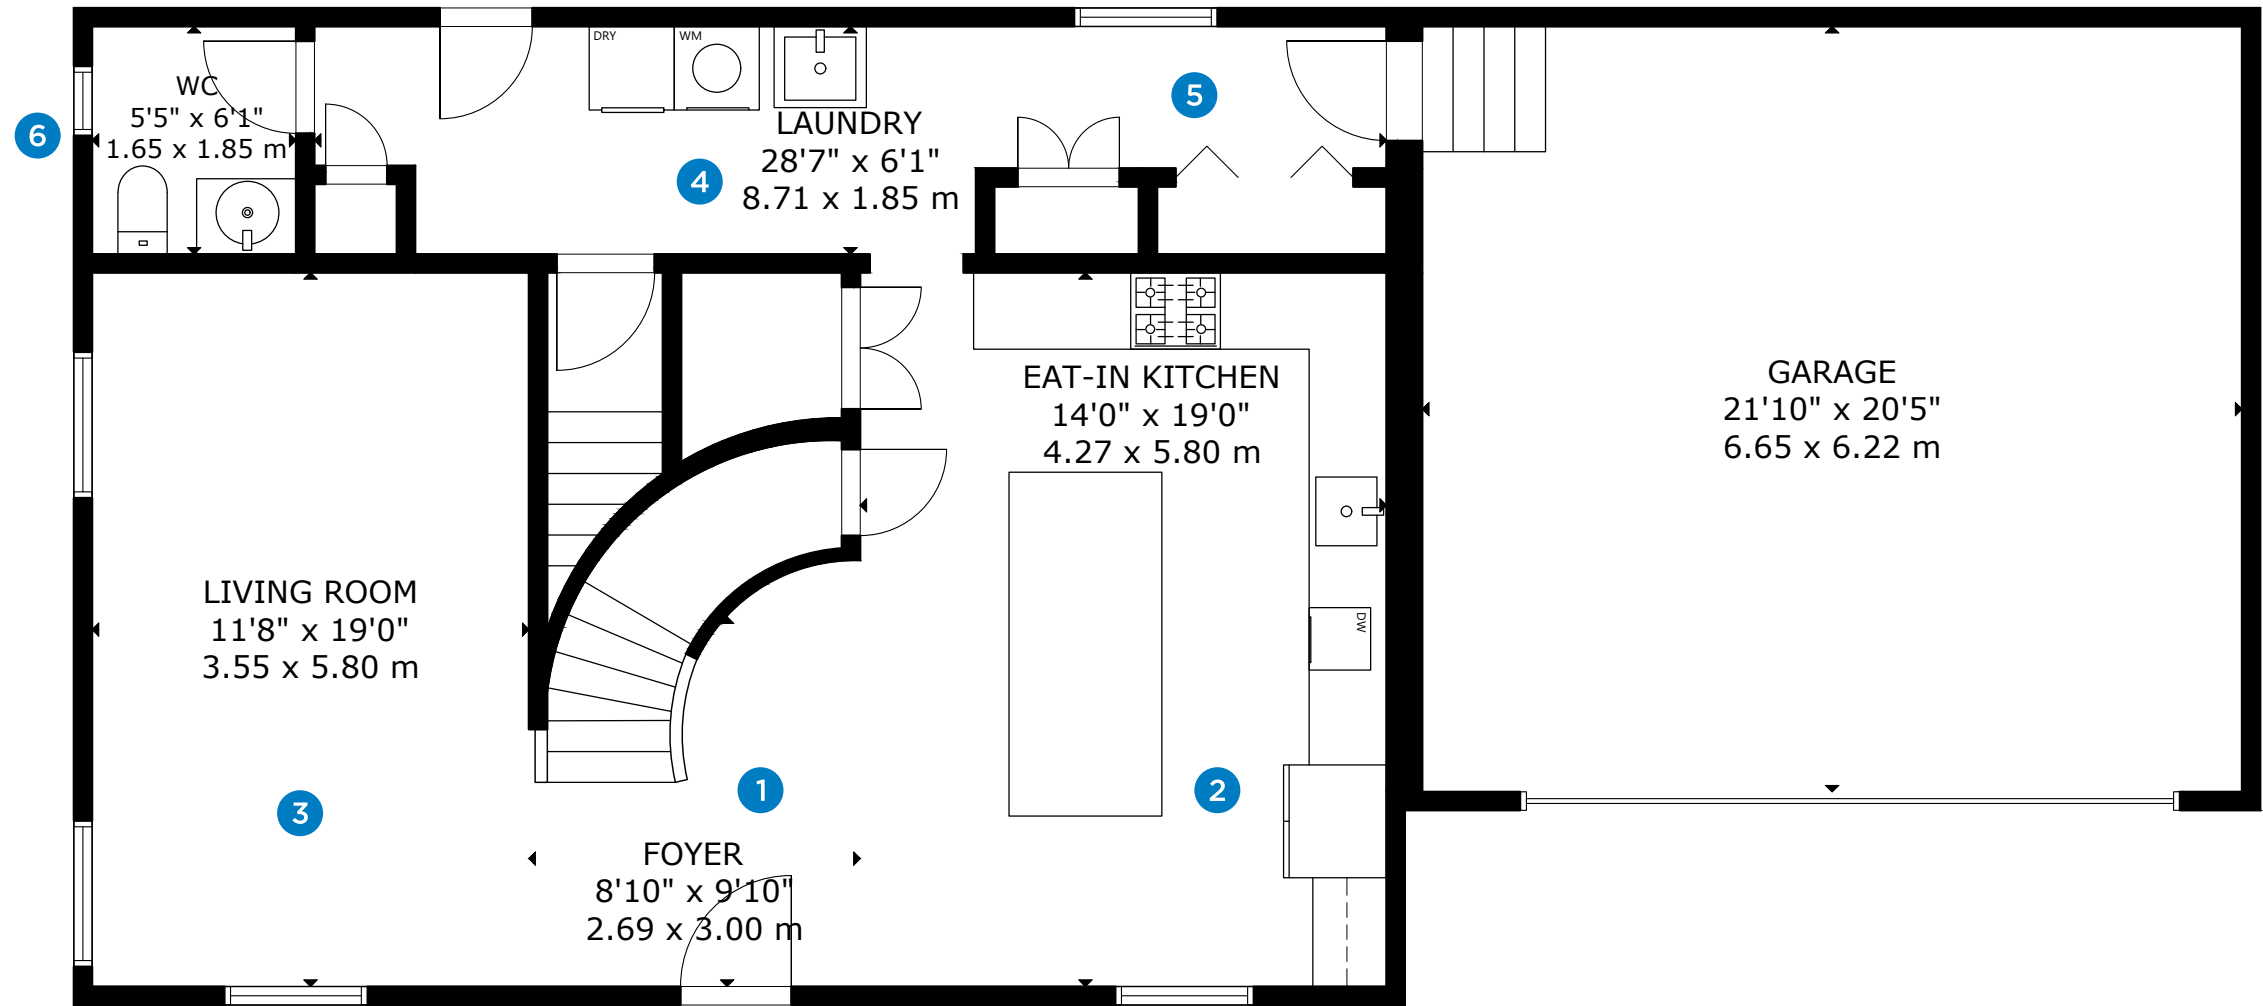 DRY
WM
WC
5'5" x 6'1"
1.65 x 1.85 m
6
5
LAUNDRY
28'7" x 6'1"
8.71 x 1.85 m
4
EAT-IN KITCHEN
14'0" x 19'0"
4.27 x 5.80 m
GARAGE
21'10" x 20'5"
6.65 x 6.22 m
LIVING ROOM
11'8" x 19'0"
3.55 x 5.80 m
DW
1
2
3
FOYER
8'10" x 9'10"
2.69 x 3.00 m